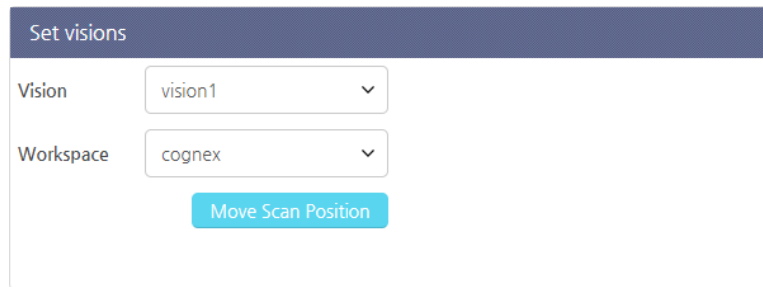 Set visions
Vision vision1
Workspace cognex
Move Scan Position